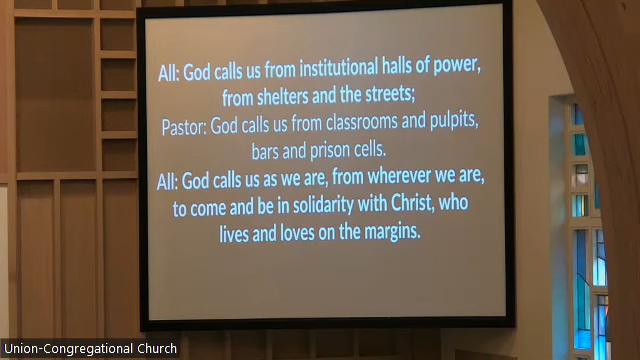 All: God calls us from institutional halls of power,
from shelters and the streets;
Pastor: God calls us from classrooms and pulpits,
bars and prison cells.
All: God calls us as we are, from wherever we are,
to come and be in solidarity with Christ, who
lives and loves on the margins.
Union-Congregational Church